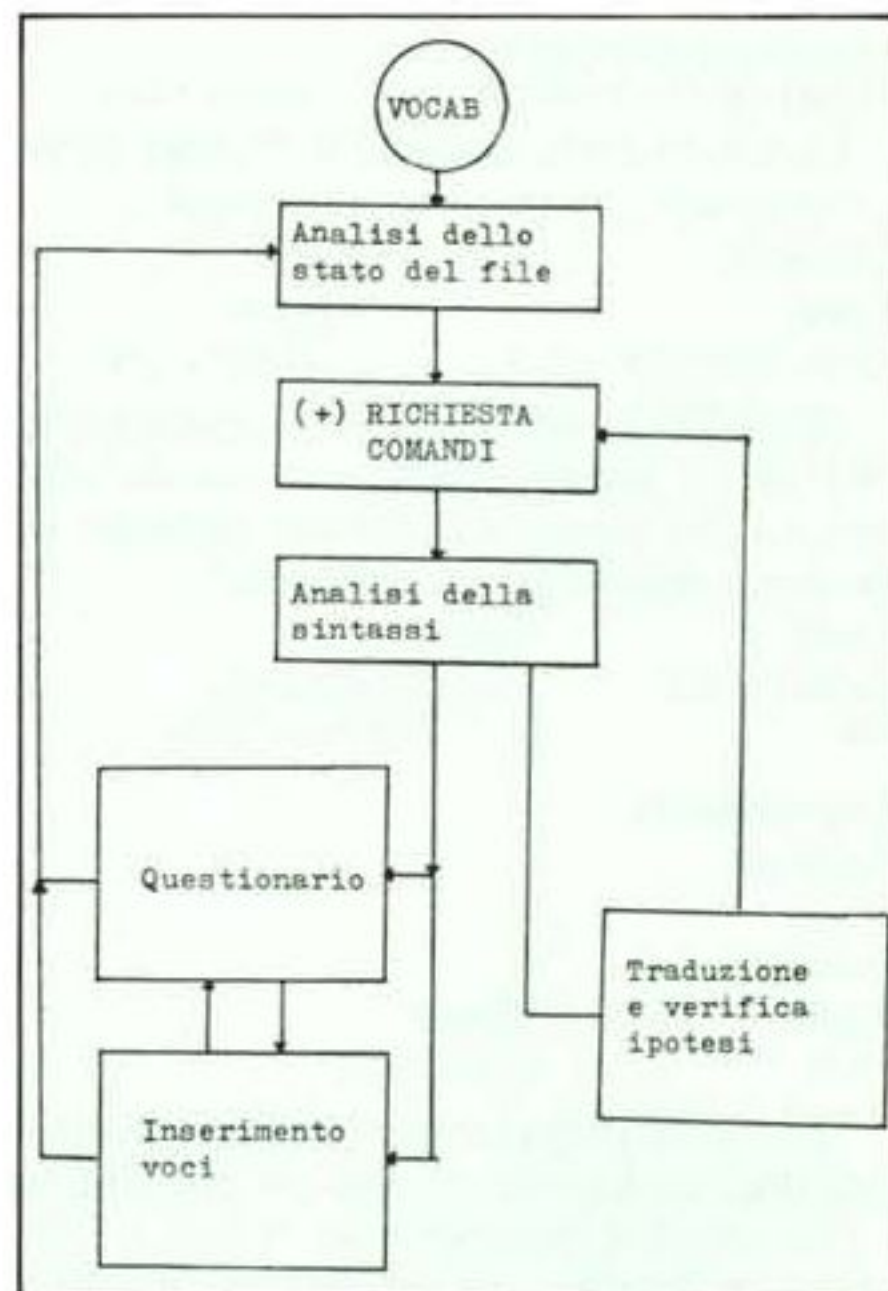 VOCAB
Analisi dello
stato del file
(+) RICHIESTA
COMANDI
Analisi della
sintassi
Questionario
Traduzione
e verifica
ipotesi
Inserimento
voci